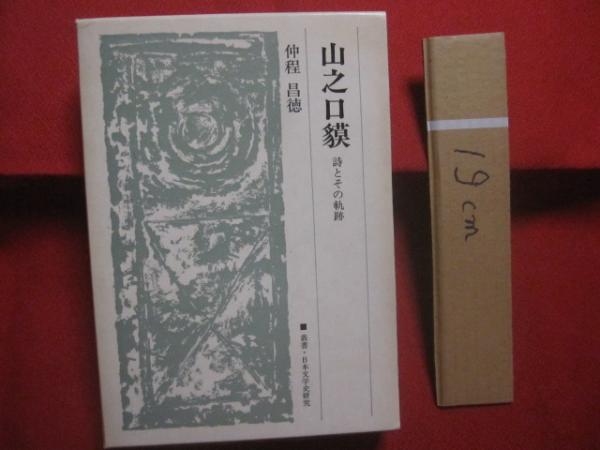 山之口貘
詩とその軌跡
仲程 昌徳
■ 叢書・日本文学史研究
19cm